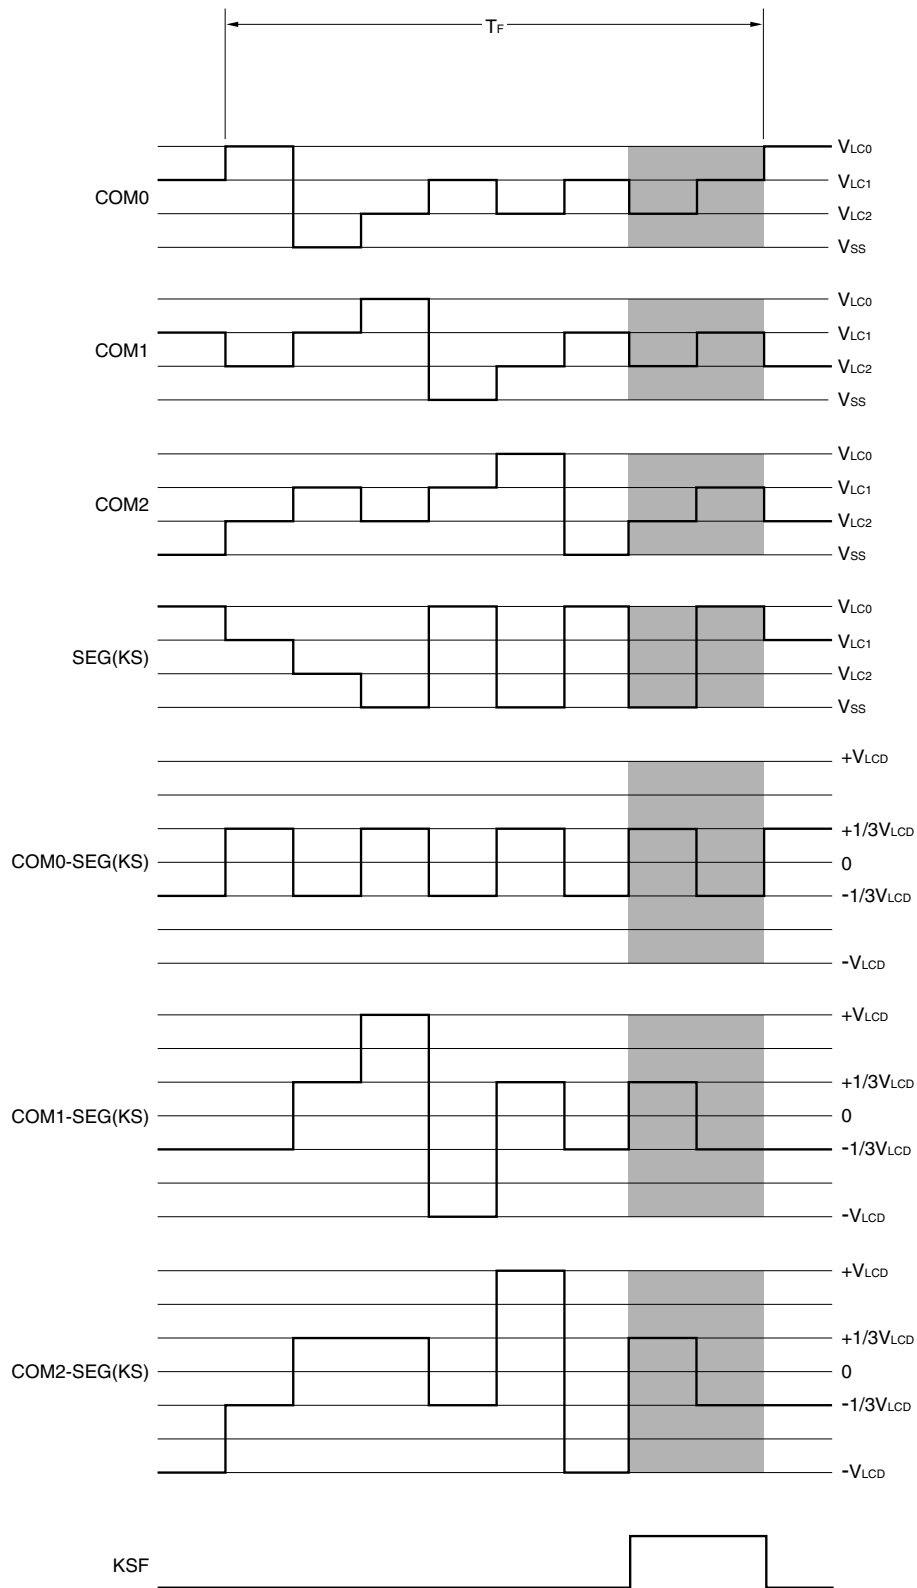 TF
COM0
VLC0
VLC1
VLC2
VSS
COM1
VLC0
VLC1
VLC2
VSS
COM2
VLC0
VLC1
VLC2
VSS
SEG(KS)
VLC0
VLC1
VLC2
VSS
COM0-SEG(KS)
+VLCD
+1/3VLCD
0
-1/3VLCD
-VLCD
COM1-SEG(KS)
+VLCD
+1/3VLCD
0
-1/3VLCD
-VLCD
COM2-SEG(KS)
+VLCD
+1/3VLCD
0
-1/3VLCD
-VLCD
KSF